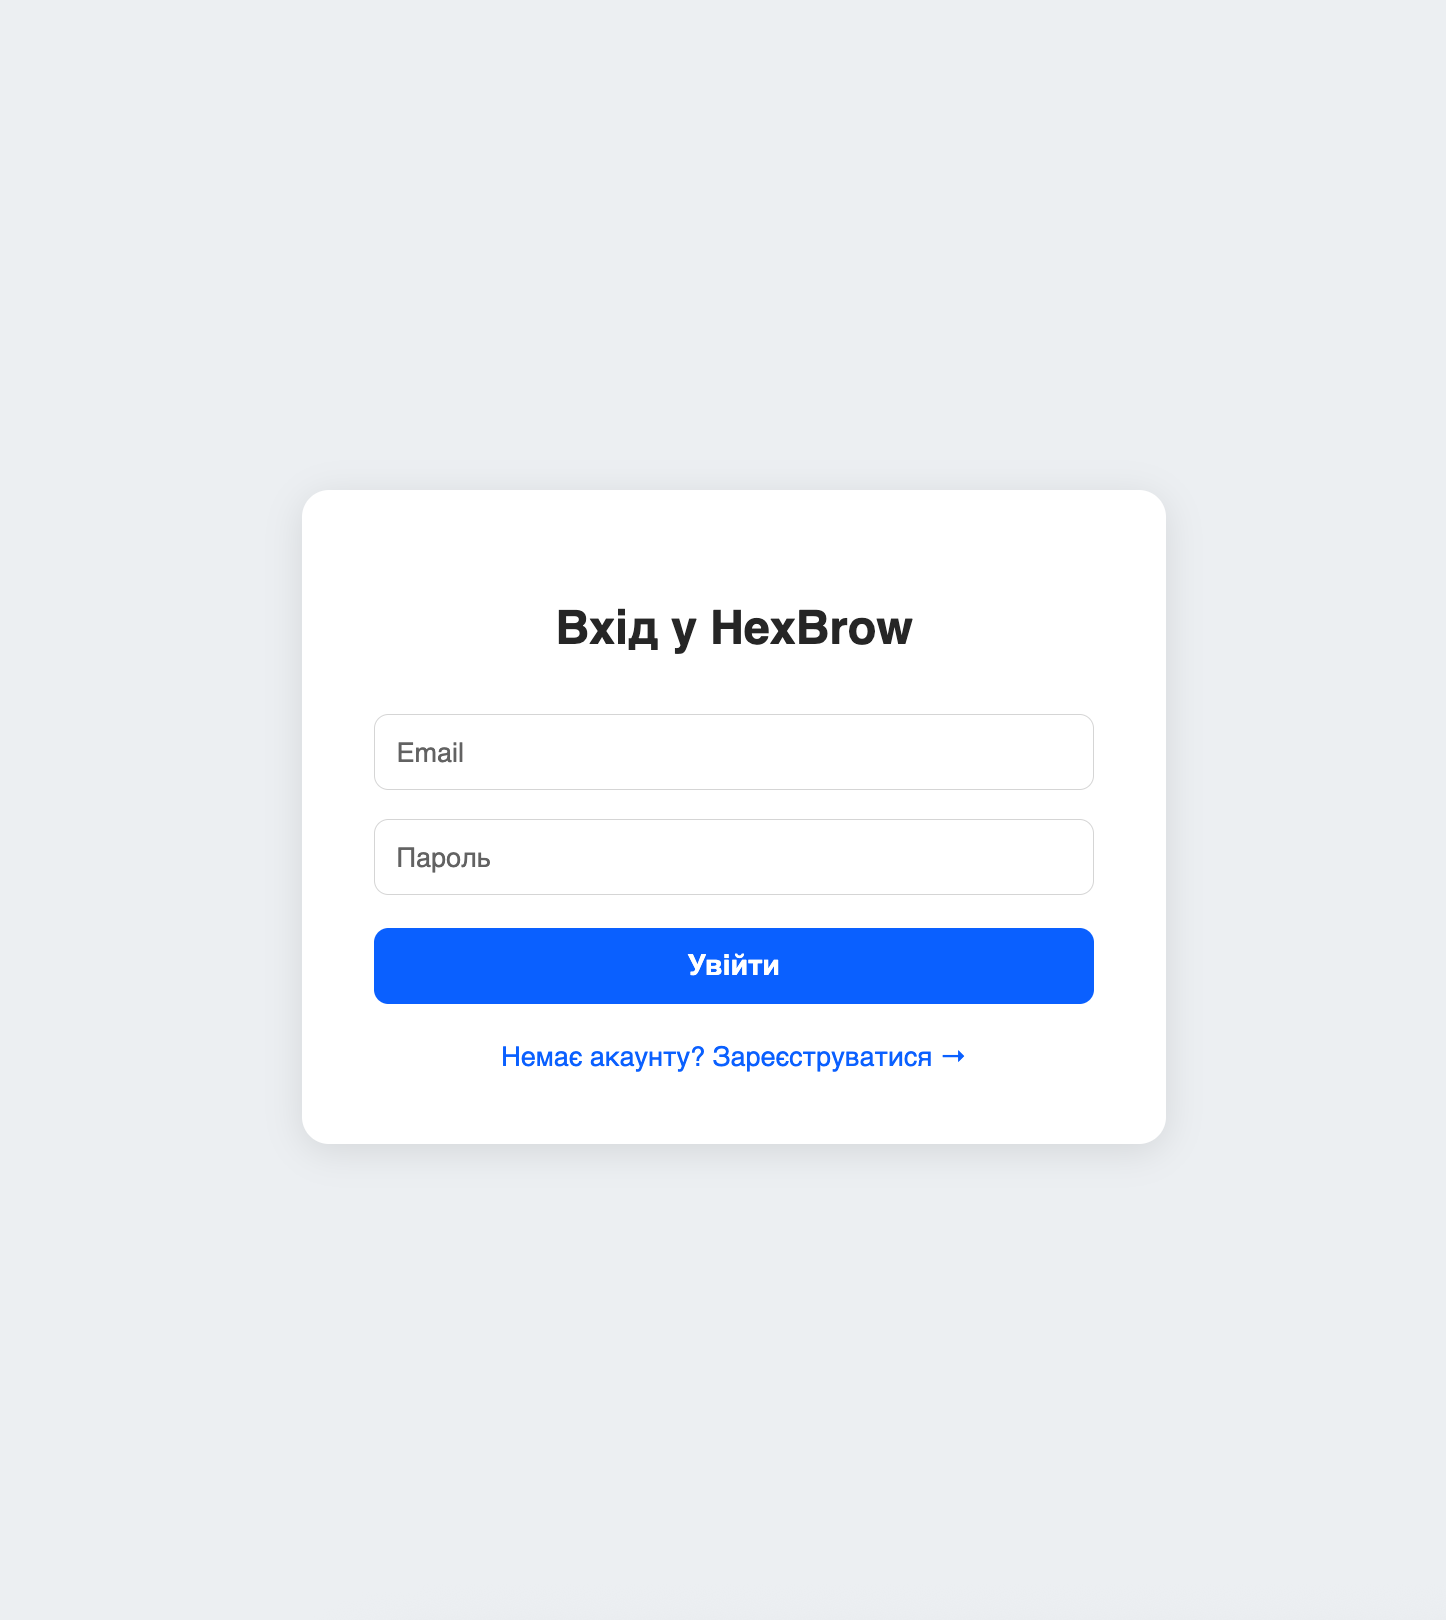 Вхід у HexBrow
Email
Пароль
Увійти
Немає акаунту? Зареєструватися →